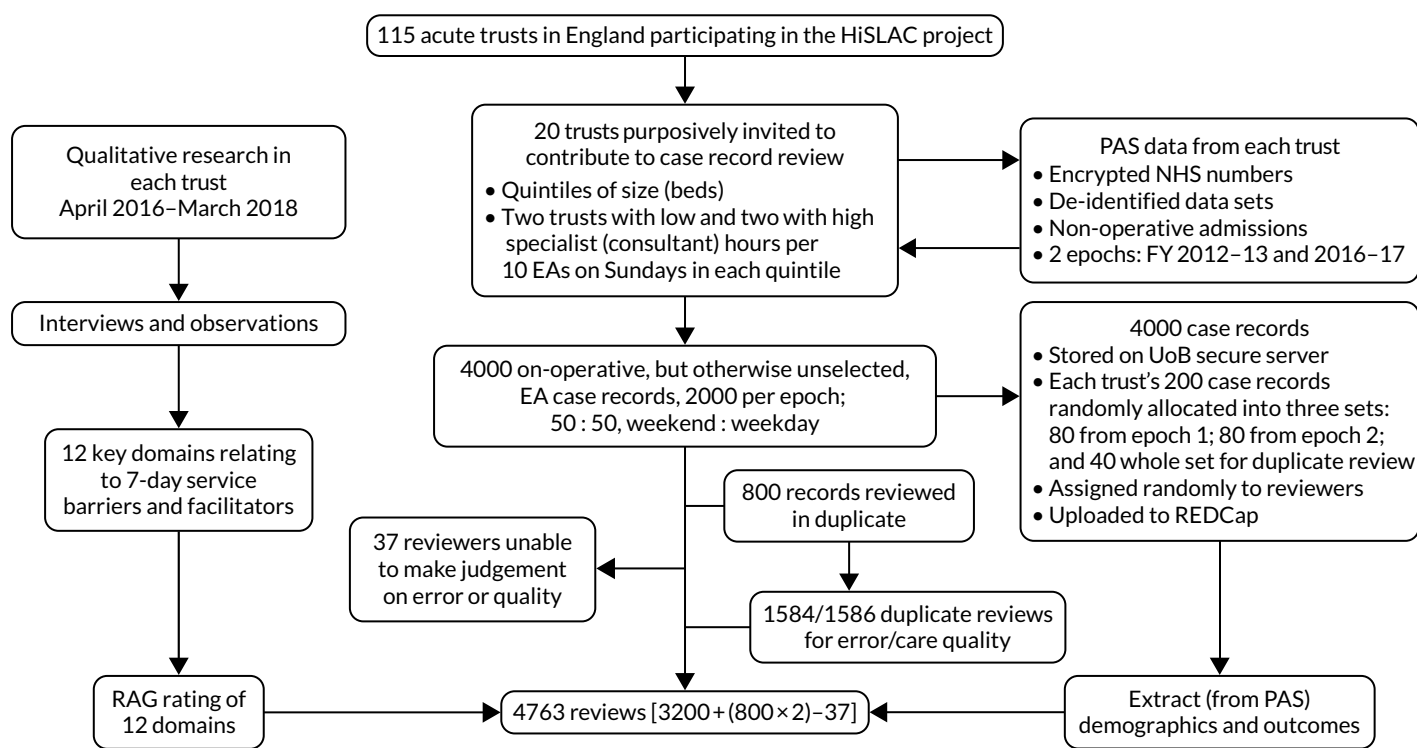 115 acute trusts in England participating in the HiSLAC project
Qualitative research in
each trust
April 2016–March 2018
Interviews and observations
12 key domains relating
to 7-day service
barriers and facilitators
RAG rating of
12 domains
20 trusts purposively invited to
contribute to case record review
• Quintiles of size (beds)
• Two trusts with low and two with high
specialist (consultant) hours per
10 EAs on Sundays in each quintile
PAS data from each trust
• Encrypted NHS numbers
• De-identified data sets
• Non-operative admissions
• 2 epochs: FY 2012–13 and 2016–17
4000 on-operative, but otherwise unselected,
EA case records, 2000 per epoch;
50 : 50, weekend : weekday
4000 case records
• Stored on UoB secure server
• Each trust's 200 case records
randomly allocated into three sets:
80 from epoch 1; 80 from epoch 2;
and 40 whole set for duplicate review
• Assigned randomly to reviewers
• Uploaded to REDCap
800 records reviewed
in duplicate
37 reviewers unable
to make judgement
on error or quality
1584/1586 duplicate reviews
for error/care quality
4763 reviews [3200 + (800 × 2)–37]
Extract (from PAS)
demographics and outcomes